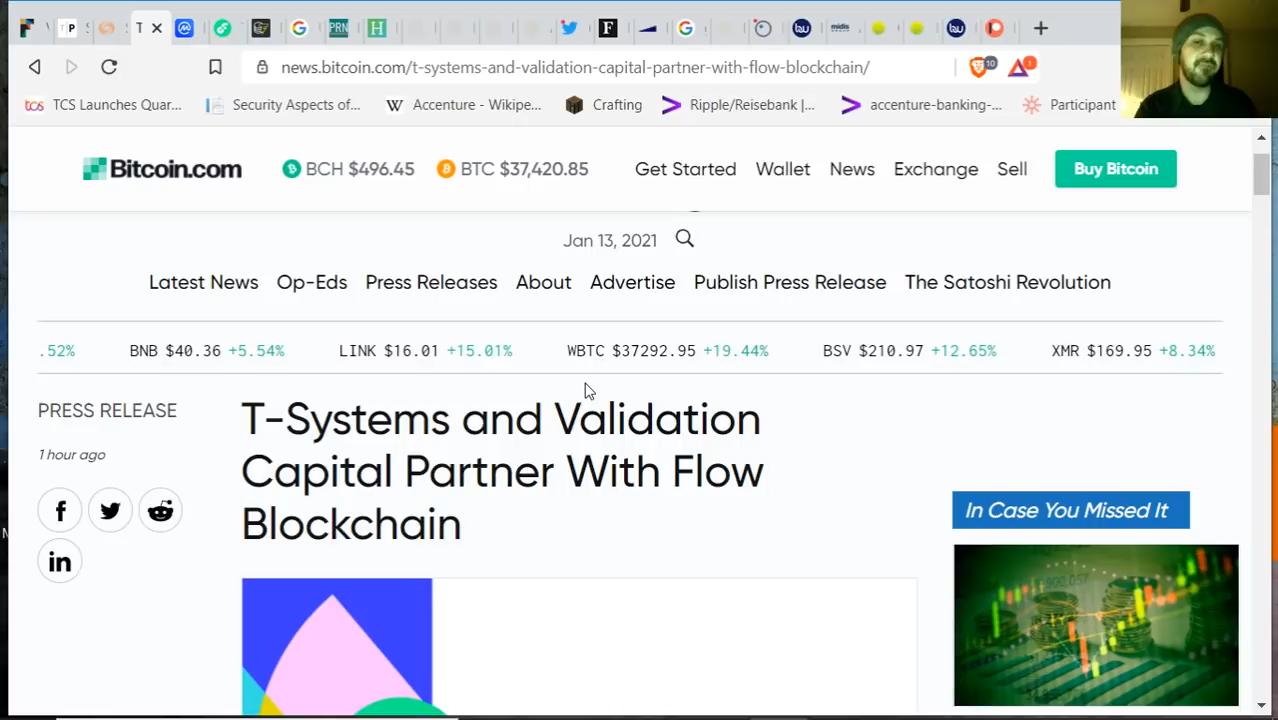 T
PRN
H
F
news.bitcoin.com/t-systems-and-validation-capital-partner-with-flow-blockchain/
10
1
tcs TCS Launches Quar...
Security Aspects of...
W Accenture - Wikipe...
Crafting
Ripple/Reisebank |...
accenture-banking-...
Participant
Bitcoin.com
BCH $496.45
BTC $37,420.85
Get Started
Wallet
News
Exchange
Sell
Buy Bitcoin
Jan 13, 2021
Latest News
Op-Eds
Press Releases
About
Advertise
Publish Press Release
The Satoshi Revolution
.52%
BNB $40.36 +5.54%
LINK $16.01 +15.01%
WBTC $37292.95 +19.44%
BSV $210.97 +12.65%
XMR $169.95 +8.34%
PRESS RELEASE
1 hour ago
T-Systems and Validation
Capital Partner With Flow
Blockchain
In Case You Missed It